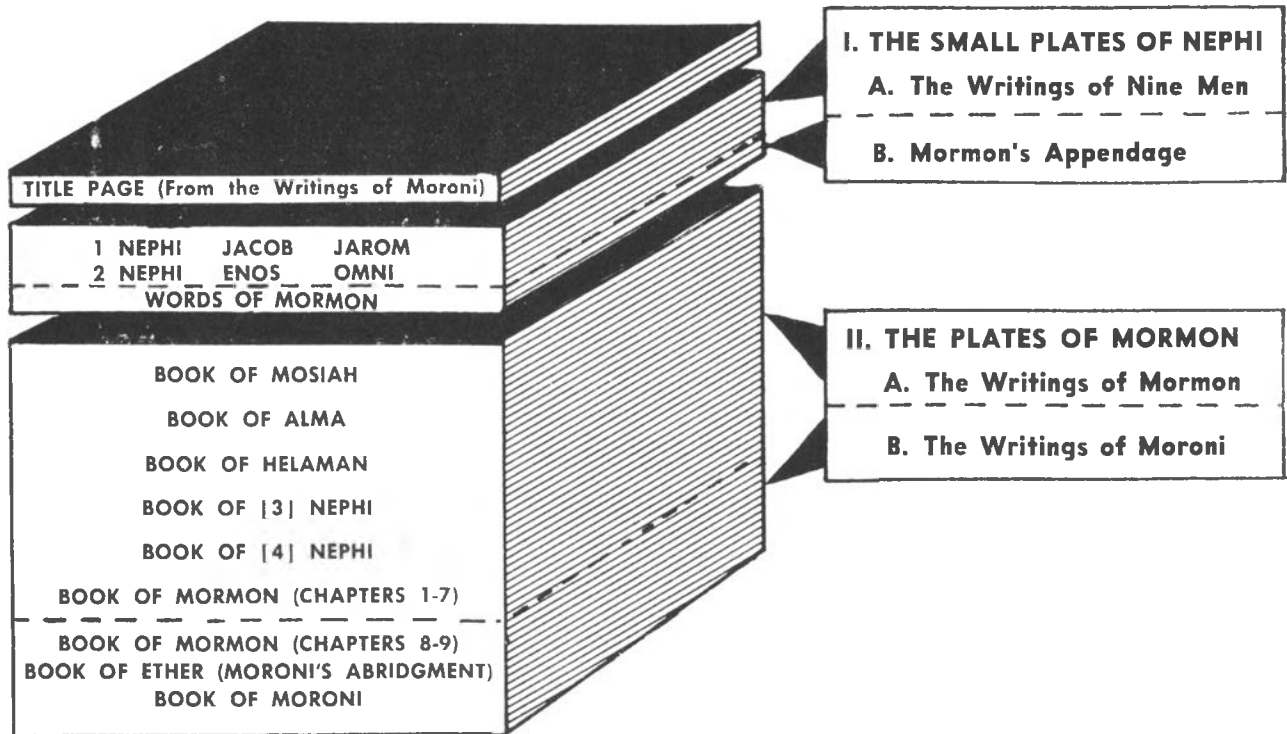 TITLE PAGE (From the Writings of Moroni)
1 NEPHI JACOB JAROM
2 NEPHI ENOS OMNI
WORDS OF MORMON
BOOK OF MOSIAH
BOOK OF ALMA
BOOK OF HELAMAN
BOOK OF [3] NEPHI
BOOK OF [4] NEPHI
BOOK OF MORMON (CHAPTERS 1-7)
BOOK OF MORMON (CHAPTERS 8-9)
BOOK OF ETHER (MORONI'S ABRIDGMENT)
BOOK OF MORONI
I. THE SMALL PLATES OF NEPHI
A. The Writings of Nine Men
B. Mormon's Appendage
II. THE PLATES OF MORMON
A. The Writings of Mormon
B. The Writings of Moroni